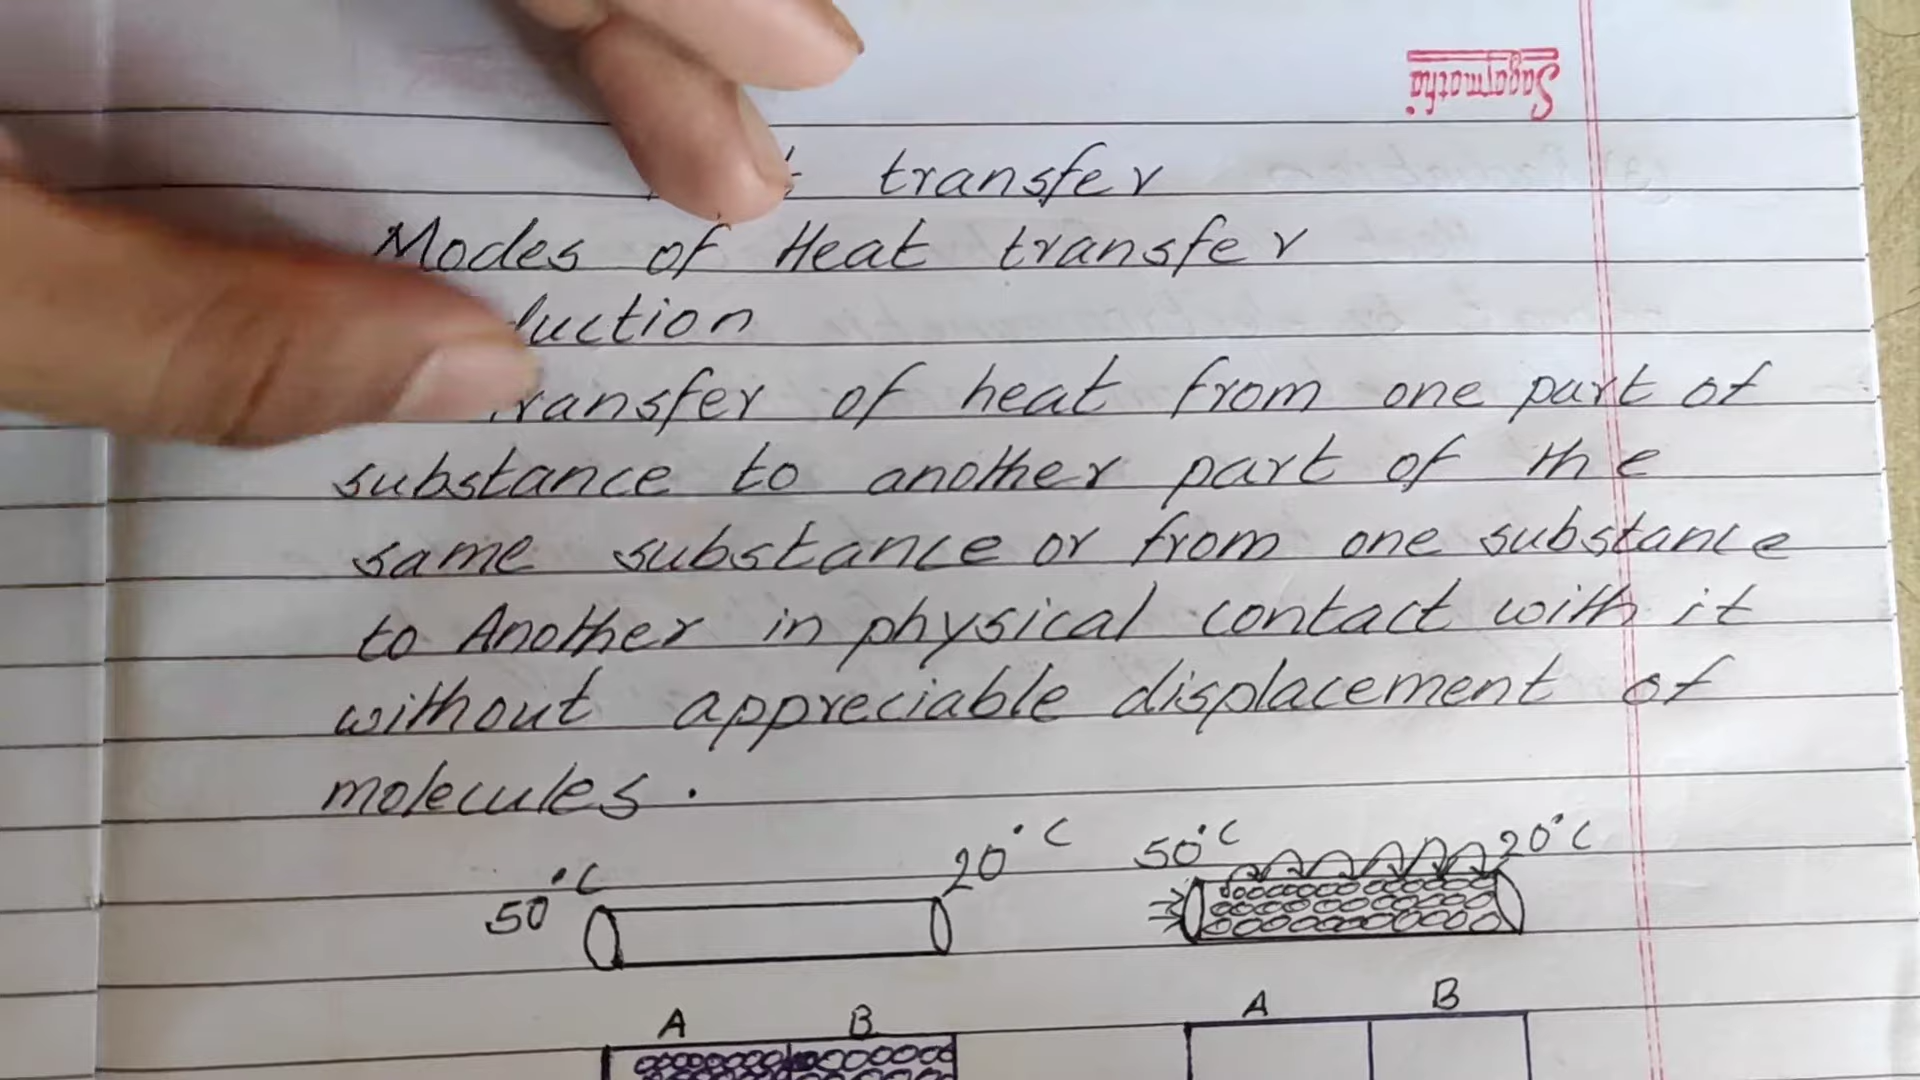 Sagarmatha
transfer
Modes of Heat transfer
duction
ransfer of heat from one part of
substance to another part of the
same substance or from one substance
to Another in physical contact with it
without appreciable displacement of
molecules.
50°C 20°C 50°C 20°C
A B A B